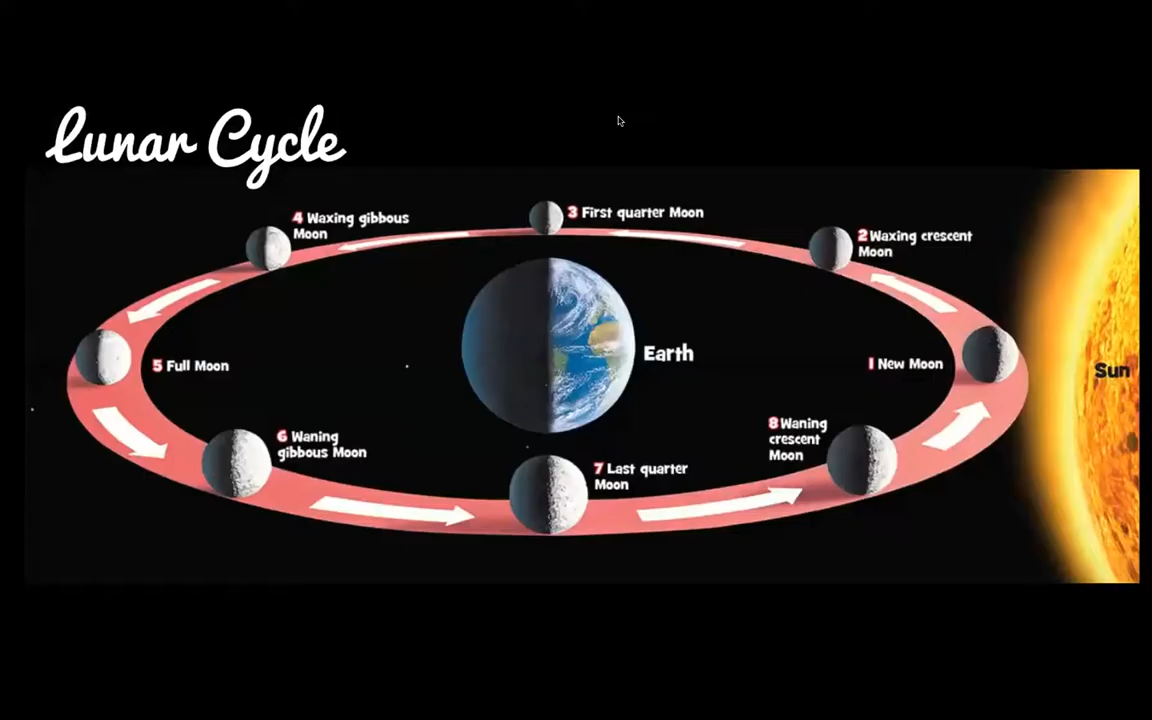 Lunar Cycle
4 Waxing gibbous
Moon
3 First quarter Moon
2 Waxing crescent
Moon
5 Full Moon
Earth
1 New Moon
Sun
6 Waning
gibbous Moon
7 Last quarter
Moon
8 Waning
crescent
Moon